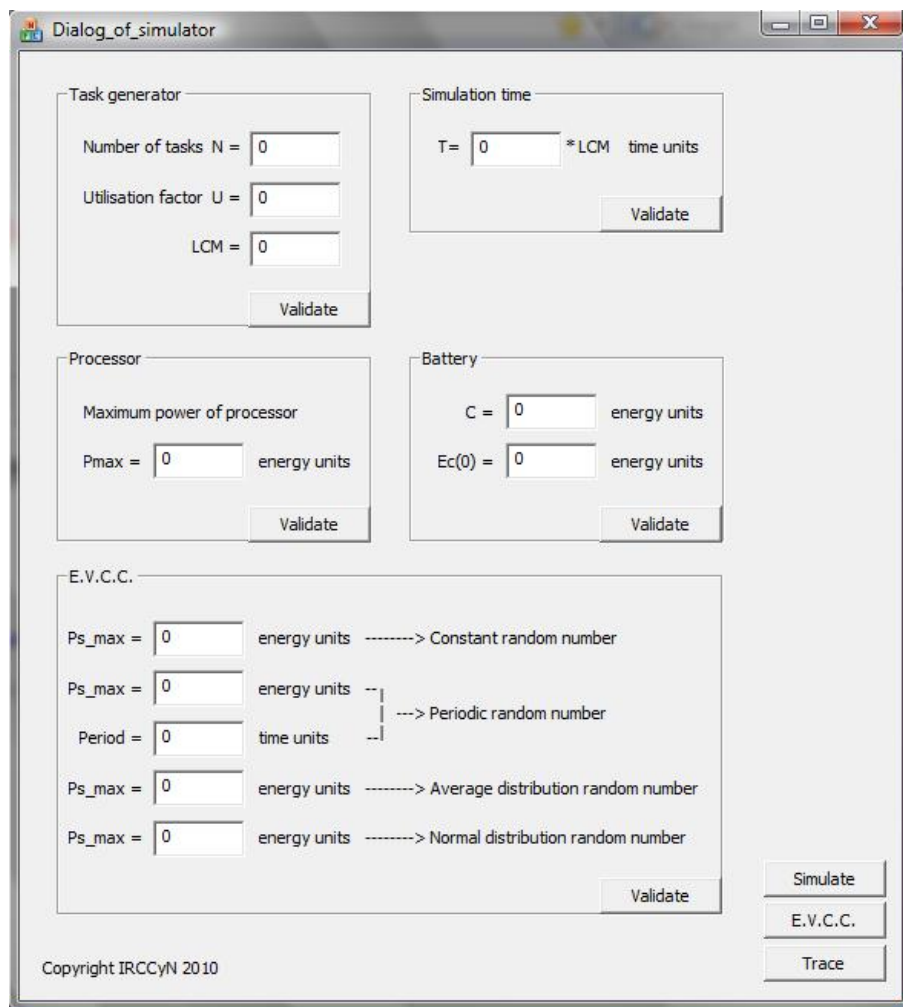 Dialog_of_simulator
Task generator
Number of tasks N = 0
Utilisation factor U = 0
LCM = 0
Validate
Simulation time
T= 0 *LCM time units
Validate
Processor
Maximum power of processor
Pmax = 0 energy units
Validate
Battery
C = 0 energy units
Ec(0) = 0 energy units
Validate
E.V.C.C.
Ps_max = 0 energy units --------> Constant random number
Ps_max = 0 energy units --
---> Periodic random number
Period = 0 time units --
Ps_max = 0 energy units --------> Average distribution random number
Ps_max = 0 energy units --------> Normal distribution random number
Validate
Simulate
E.V.C.C.
Trace
Copyright IRCCyN 2010